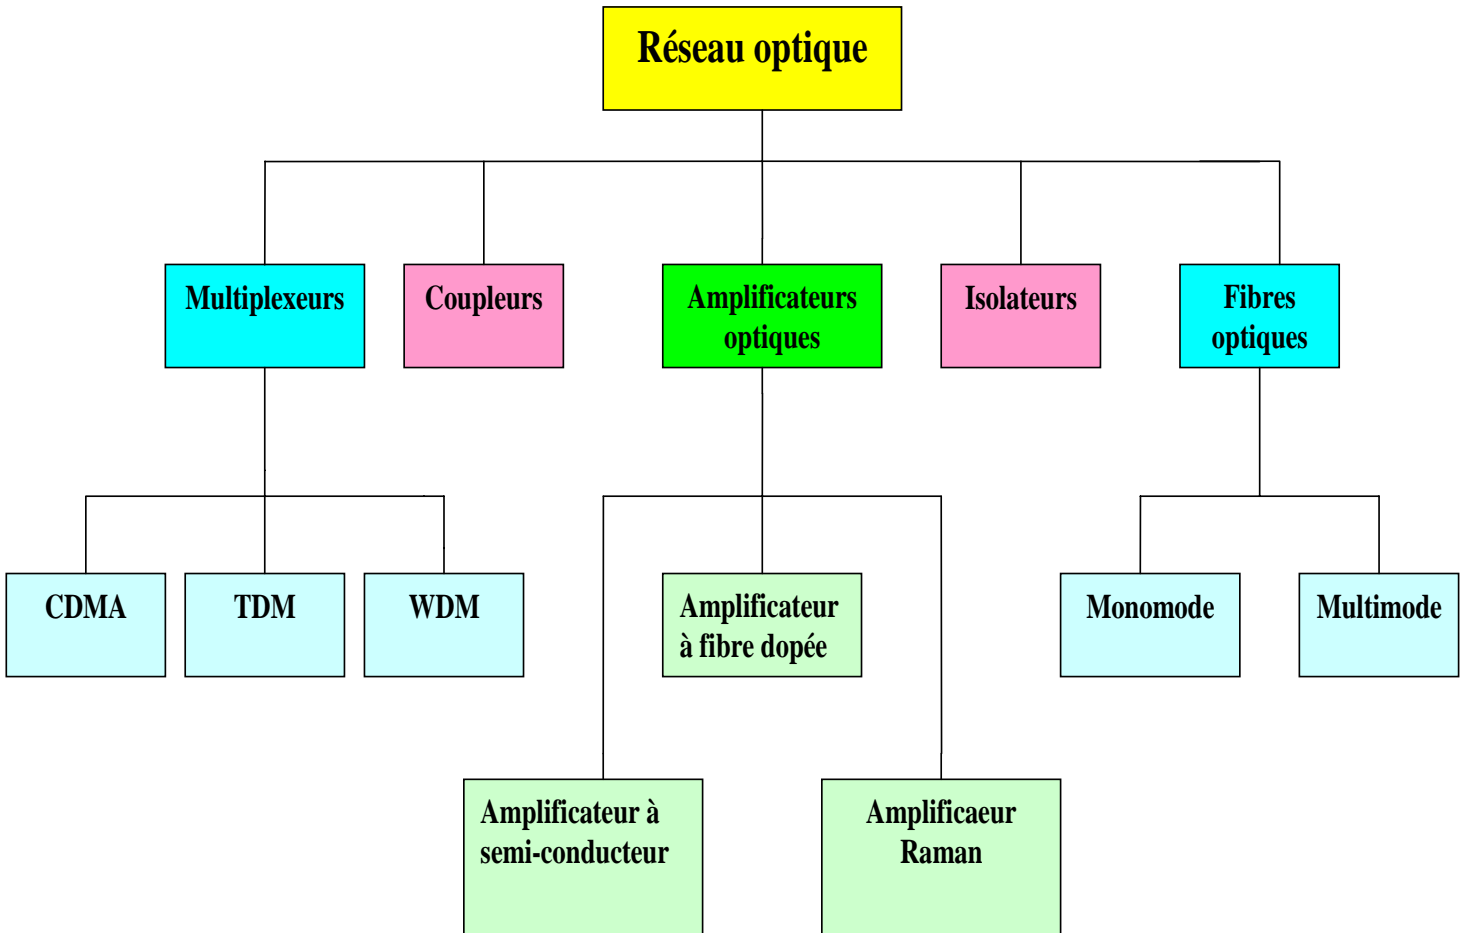 Réseau optique
Multiplexeurs
Coupleurs
Amplificateurs
optiques
Isolateurs
Fibres
optiques
CDMA
TDM
WDM
Amplificateur
à fibre dopée
Monomode
Multimode
Amplificateur à
semi-conducteur
Amplificaeur
Raman